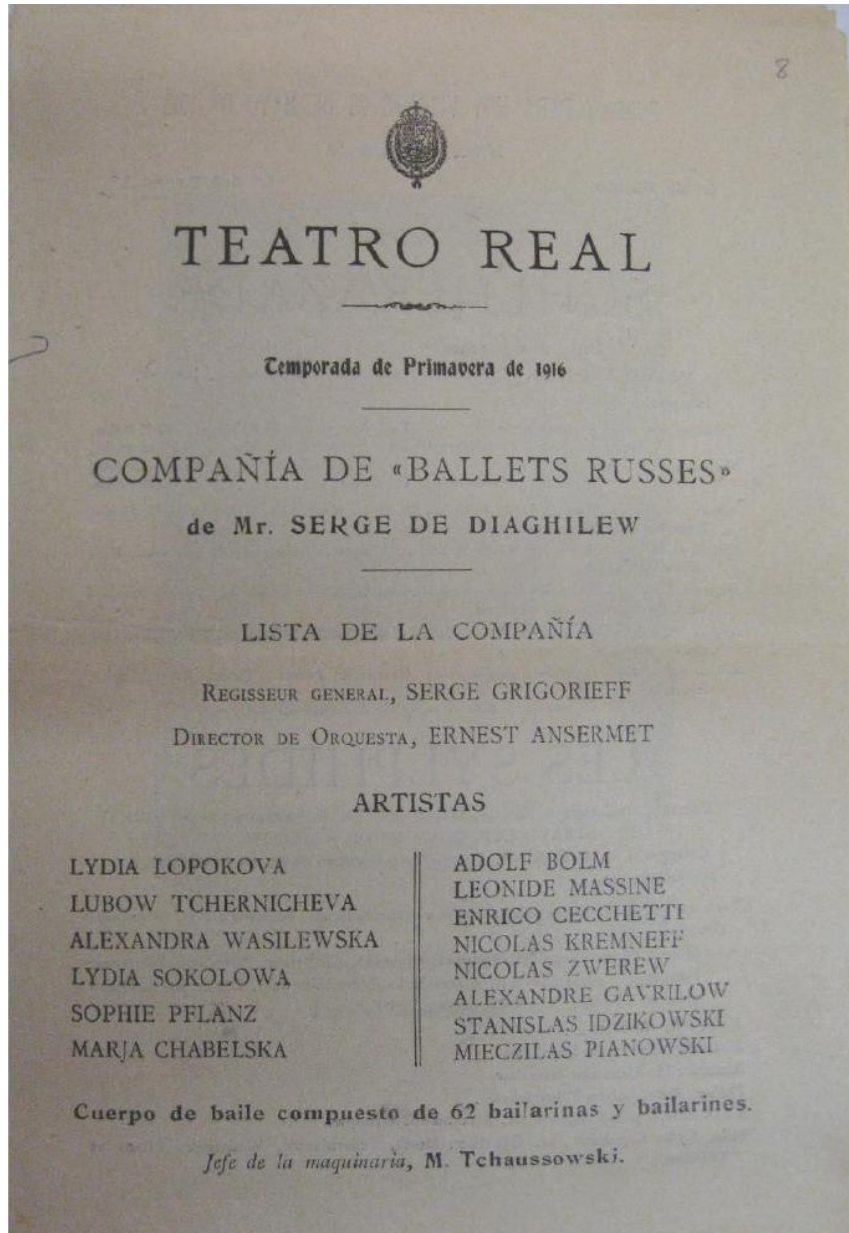 8
TEATRO REAL
Temporada de Primavera de 1916
COMPAÑÍA DE «BALLETS RUSSES»
de Mr. SERGE DE DIAGHILEW
LISTA DE LA COMPAÑÍA
REGISSEUR GENERAL, SERGE GRIGORIEFF
DIRECTOR DE ORQUESTA, ERNEST ANSERMET
ARTISTAS
LYDIA LOPOKOVA
LUBOW TCHERNICHEVA
ALEXANDRA WASILEWSKA
LYDIA SOKOLOWA
SOPHIE PFLANZ
MARJA CHABELSKA
ADOLF BOLM
LEONIDE MASSINE
ENRICO CECCHETTI
NICOLAS KREMNEFF
NICOLAS ZWEREW
ALEXANDRE GAVRILOW
STANISLAS IDZIKOWSKI
MIECZILAS PIANOWSKI
Cuerpo de baile compuesto de 62 bailarinas y bailarines.
Jefe de la maquinaria, M. Tchaussowski.